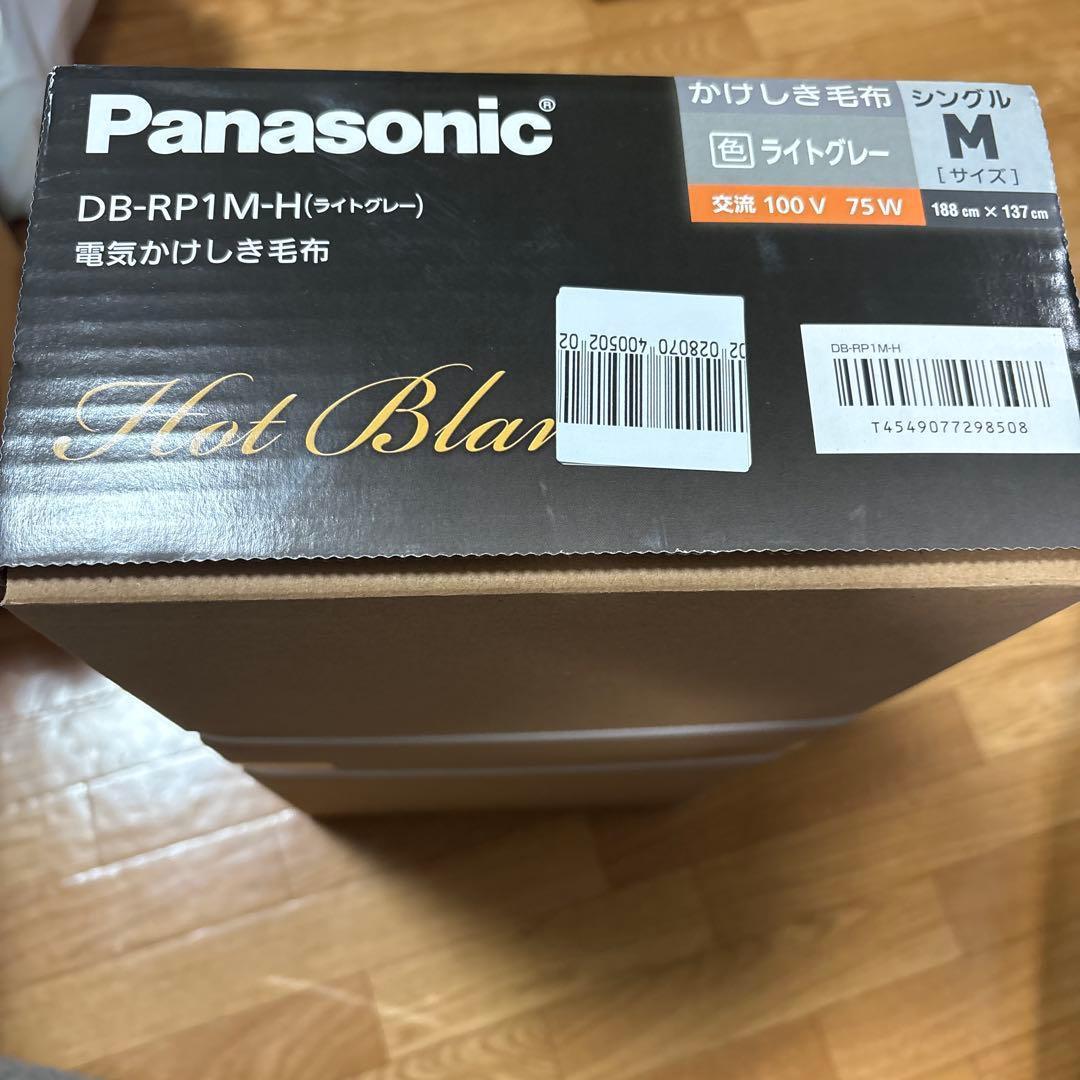 Panasonic®
DB-RP1M-H(ライトグレー)
電気かけしき毛布
かけしき毛布
色 ライトグレー
交流 100 V 75 W
シングル
M
[サイズ]
188 cm × 137 cm
Hot Blan
02 028070
400502 02
DB-RP1M-H
T4549077298508